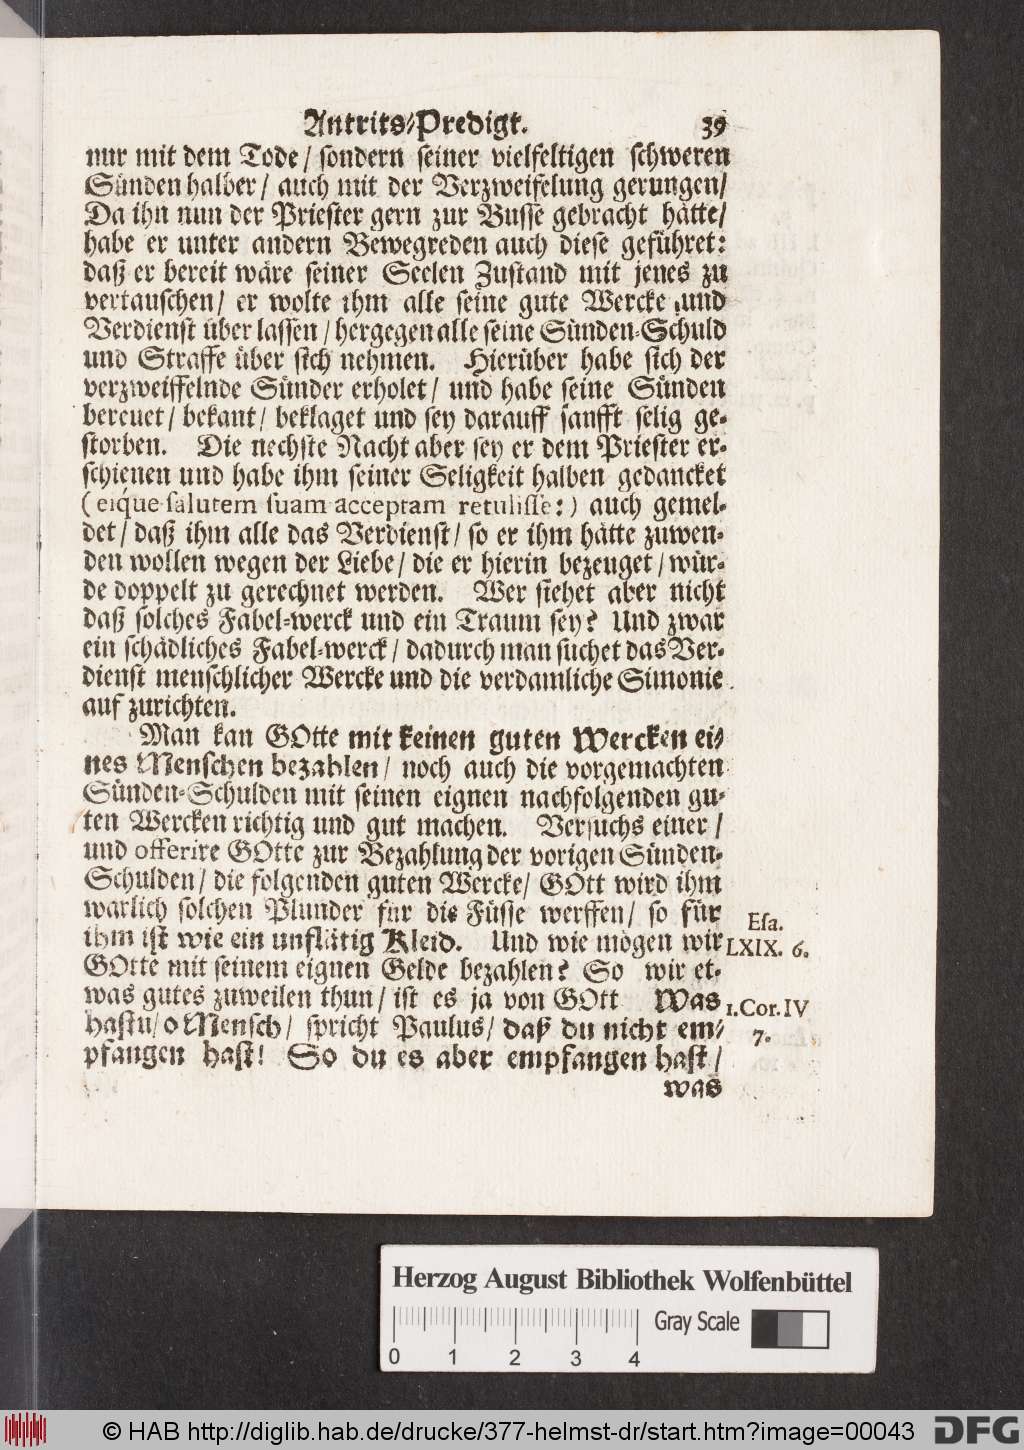 Antrits-Predigt. 39
nur mit dem Tode / sondern seiner vielfeltigen schweren
Sünden halber / auch mit der Verzweifelung gerungen /
Da ihn nun der Priester gern zur Busse gebracht hätte /
habe er unter andern Bewegreden auch diese geführet:
daß er bereit wäre seiner Seelen Zustand mit jenes zu
vertauschen / er wolte ihm alle seine gute Wercke und
Verdienst über lassen / hergegen alle seine Sünden-Schuld
und Straffe über sich nehmen. Hierüber habe sich der
verzweiffelnde Sünder erholet / und habe seine Sünden
bereuet / bekant / beklaget und sey darauff sanfft selig ge-
storben. Die nechste Nacht aber sey er dem Priester er-
schienen und habe ihm seiner Seligkeit halben gedancket
(eique salutem suam acceptam retulisse:) auch gemel-
det / daß ihm alle das Verdienst / so er ihm hätte zuwen-
den wollen wegen der Liebe / die er hierin bezeuget / wür-
de doppelt zu gerechnet werden. Wer siehet aber nicht
daß solches Fabel-werck und ein Traum sey? Und zwar
ein schädliches Fabel-werck / dadurch man suchet das Ver-
dienst menschlicher Wercke und die verdamliche Simonie
auf zurichten.
Man kan GOtte mit keinen guten Wercken ei-
nes Menschen bezahlen / noch auch die vorgemachten
Sünden-Schulden mit seinen eignen nachfolgenden gu-
ten Wercken richtig und gut machen. Versuchs einer /
und offerire GOtte zur Bezahlung der vorigen Sünden-
Schulden / die folgenden guten Wercke / GOtt wird ihm
warlich solchen Plunder für die Füsse werffen / so für
ihm ist wie ein unflätig Kleid. Und wie mögen wir
GOtte mit seinem eignen Gelde bezahlen? So wir et-
was gutes zuweilen thun / ist es ja von GOtt Was
hastu / o Mensch / spricht Paulus / daß du nicht em-
pfangen hast! So du es aber empfangen hast /
was
Esa.
LXIX. 6.
1. Cor. IV
7.
Herzog August Bibliothek Wolfenbüttel
0 1 2 3 4
Gray Scale
© HAB http://diglib.hab.de/drucke/377-helmst-dr/start.htm?image=00043
DFG